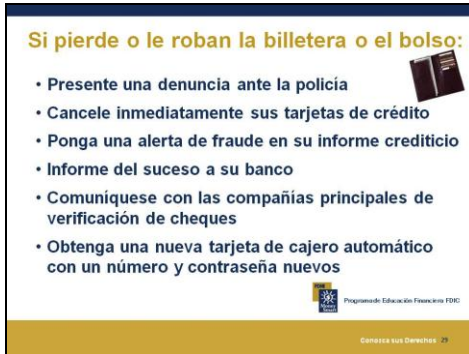 Si pierde o le roban la billetera o el bolso:
• Presente una denuncia ante la policía
• Cancele inmediatamente sus tarjetas de crédito
• Ponga una alerta de fraude en su informe crediticio
• Informe del suceso a su banco
• Comuníquese con las compañías principales de
verificación de cheques
• Obtenga una nueva tarjeta de cajero automático
con un número y contraseña nuevos
Programa de Educación Financiera FDIC
Conozca sus Derechos 29